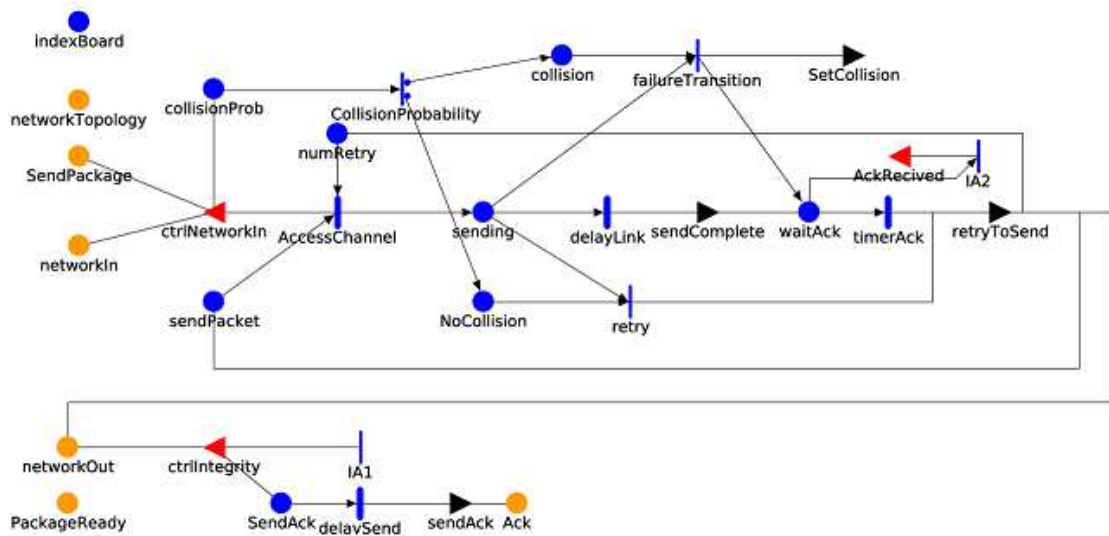 indexBoard
collision
failureTransition
SetCollision
collisionProb
CollisionProbability
networkTopology
numRetry
SendPackage
AckRecived
IA2
ctrlNetworkIn
AccessChannel
sending
delayLink
sendComplete
waitAck
timerAck
retryToSend
networkIn
sendPacket
NoCollision
retry
networkOut
ctrlIntegrity
IA1
PackageReady
SendAck
delaySend
sendAck
Ack